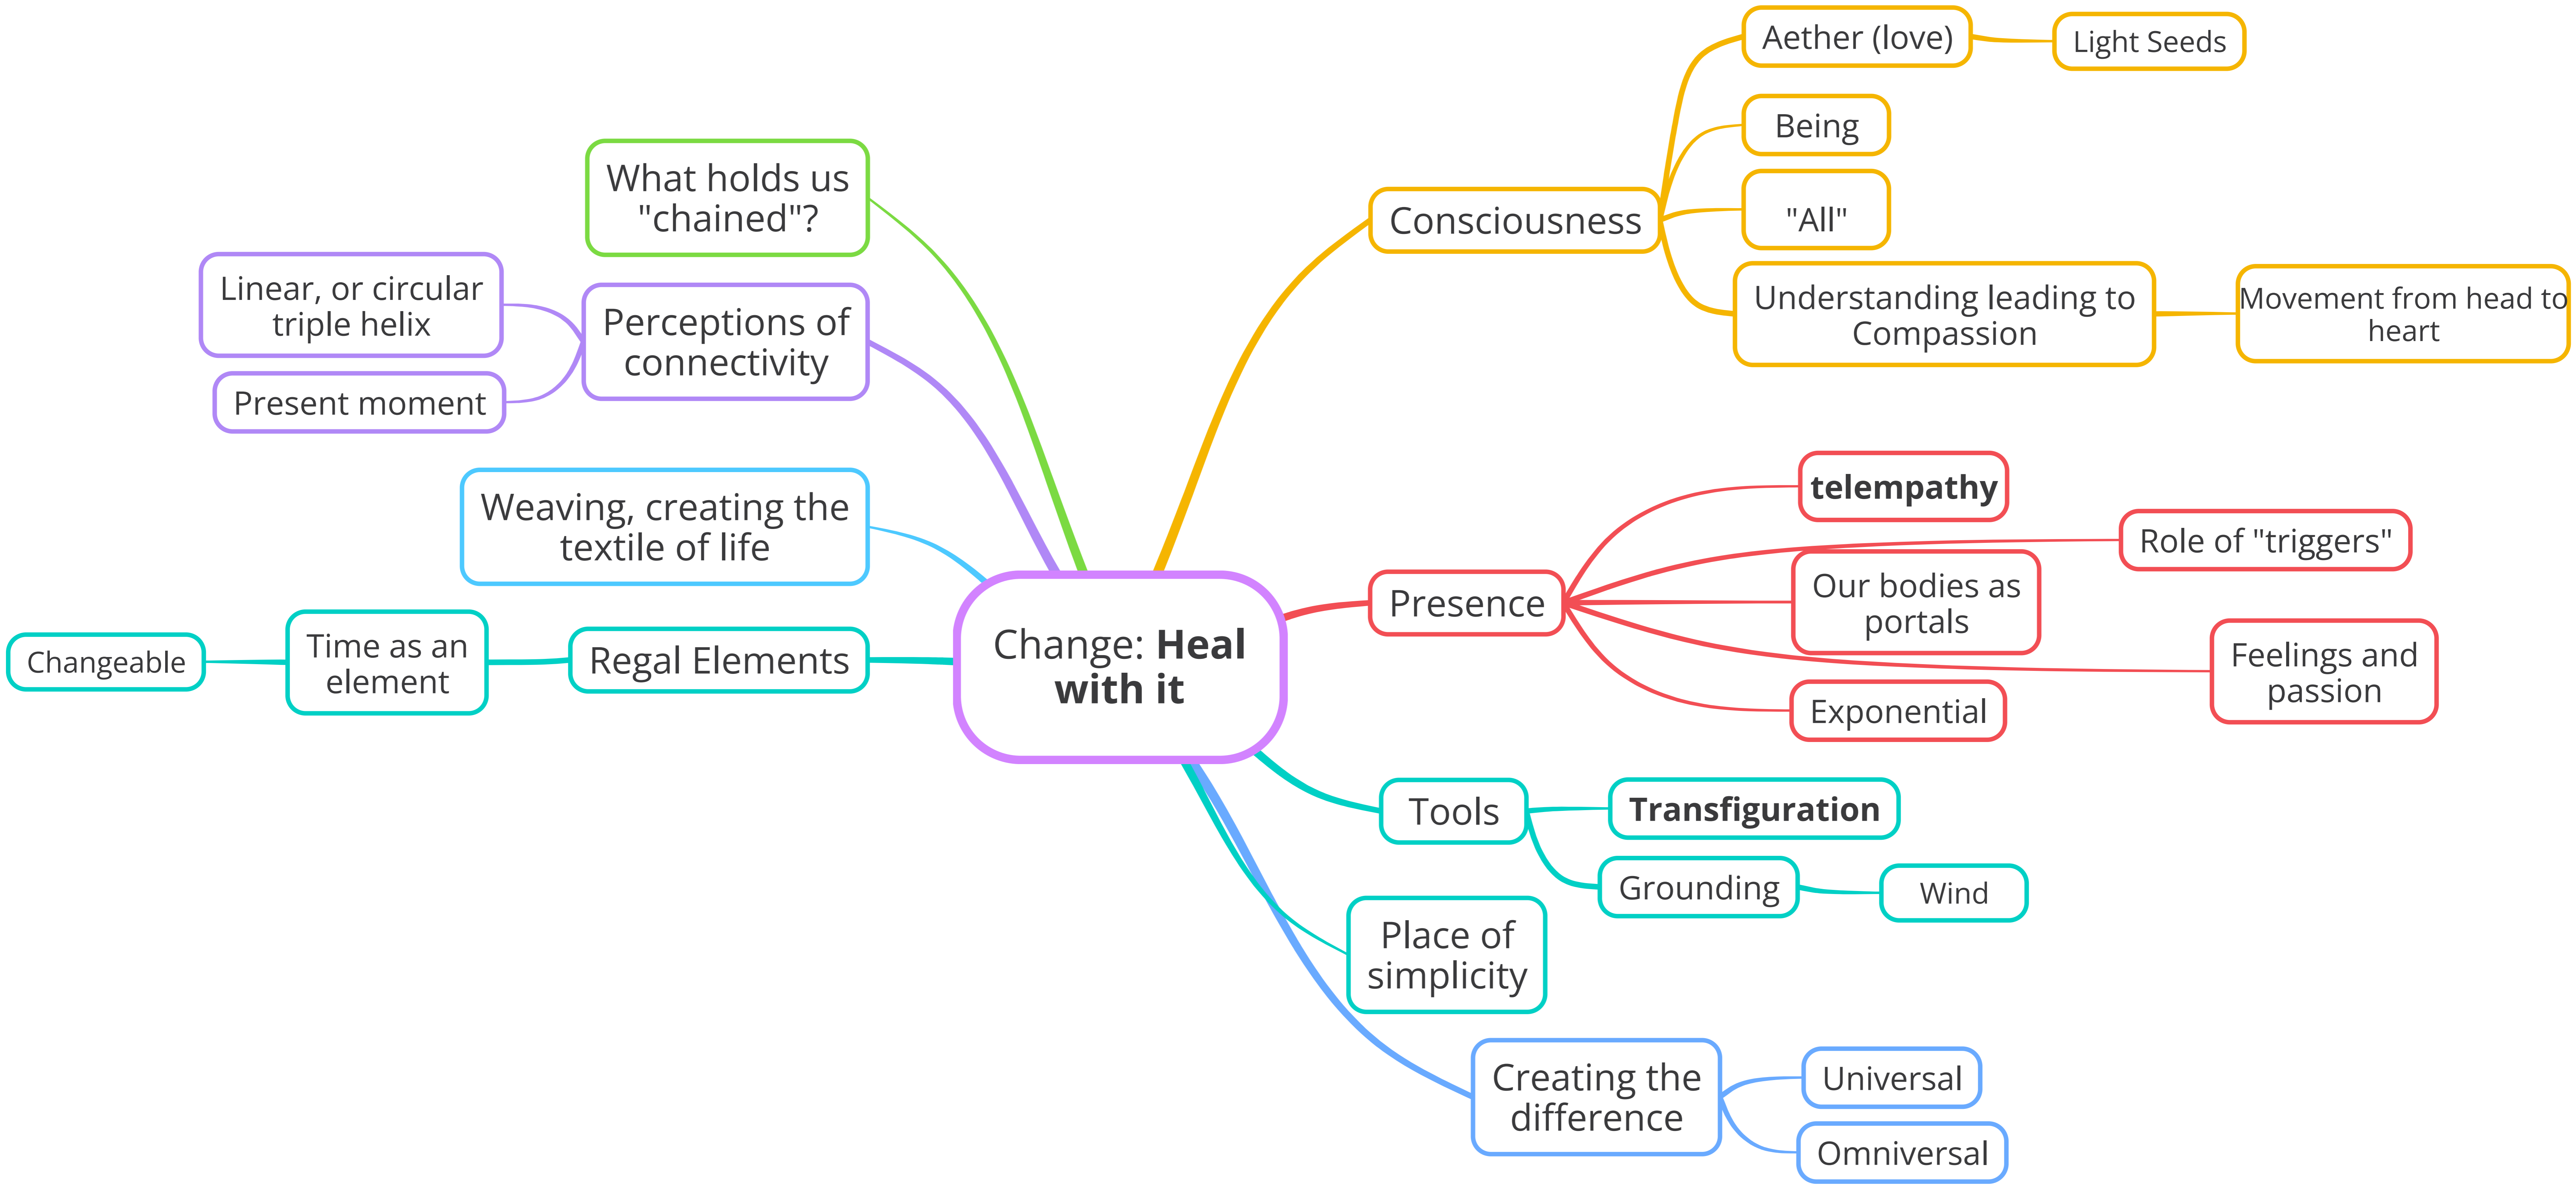 Aether (love)
Light Seeds
Being
"All"
Consciousness
Understanding leading to
Compassion
Movement from head to
heart
What holds us
"chained"?
Perceptions of
connectivity
Linear, or circular
triple helix
Present moment
Weaving, creating the
textile of life
Regal Elements
Time as an
element
Changeable
Change: Heal
with it
Presence
telempathy
Role of "triggers"
Our bodies as
portals
Feelings and
passion
Exponential
Tools
Transfiguration
Grounding
Wind
Place of
simplicity
Creating the
difference
Universal
Omniversal